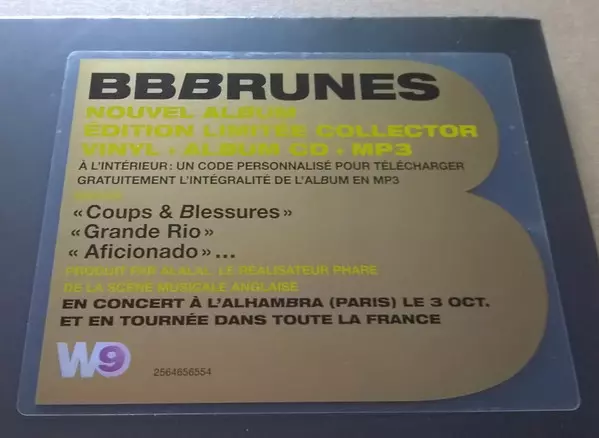 BBBRUNES
NOUVEL ALBUM
ÉDITION LIMITÉE COLLECTOR
VINYL + ALBUM CD + MP3
À L'INTÉRIEUR : UN CODE PERSONNALISÉ POUR TÉLÉCHARGER
GRATUITEMENT L'INTÉGRALITÉ DE L'ALBUM EN MP3
« Coups & Blessures »
« Grande Rio »
« Aficionado » ...
PRODUIT PAR ALALAL, LE RÉALISATEUR PHARE
DE LA SCÈNE MUSICALE ANGLAISE
EN CONCERT À L'ALHAMBRA (PARIS) LE 3 OCT.
ET EN TOURNÉE DANS TOUTE LA FRANCE
W9
2564656554